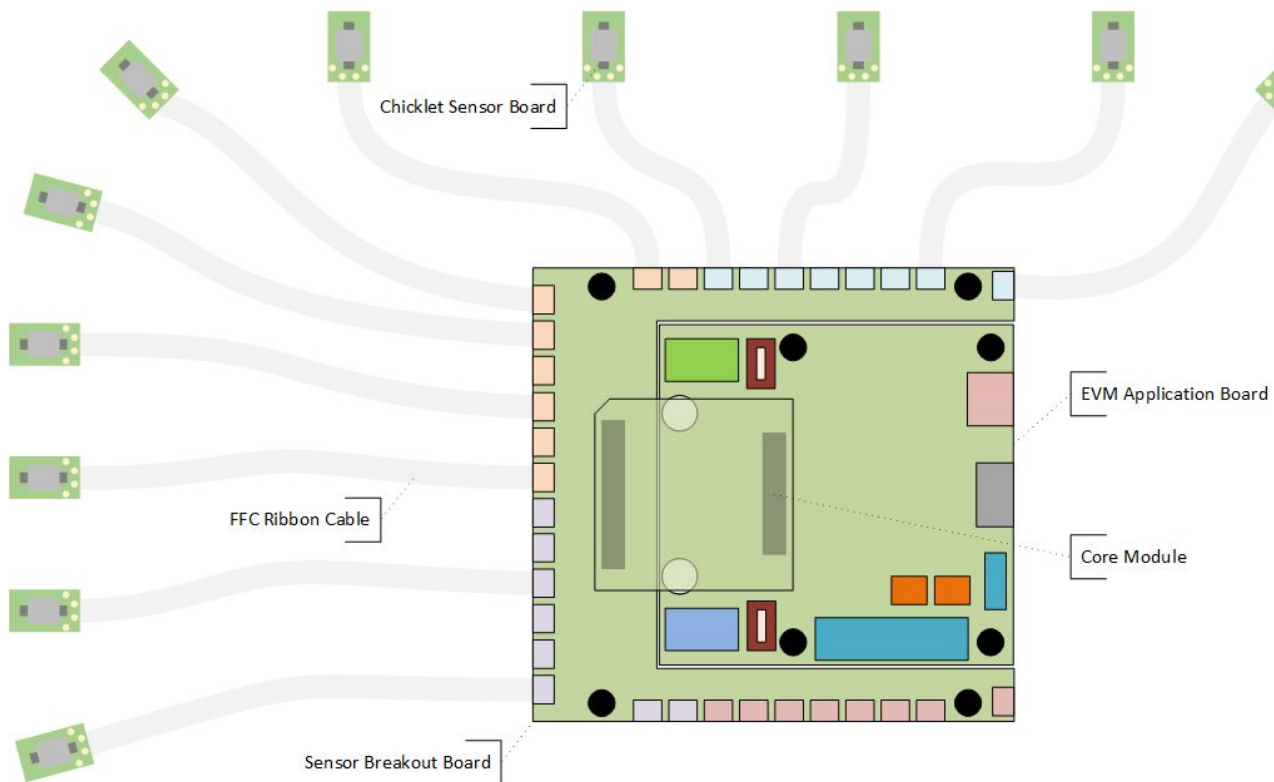 Chicklet Sensor Board
EVM Application Board
FFC Ribbon Cable
Core Module
Sensor Breakout Board